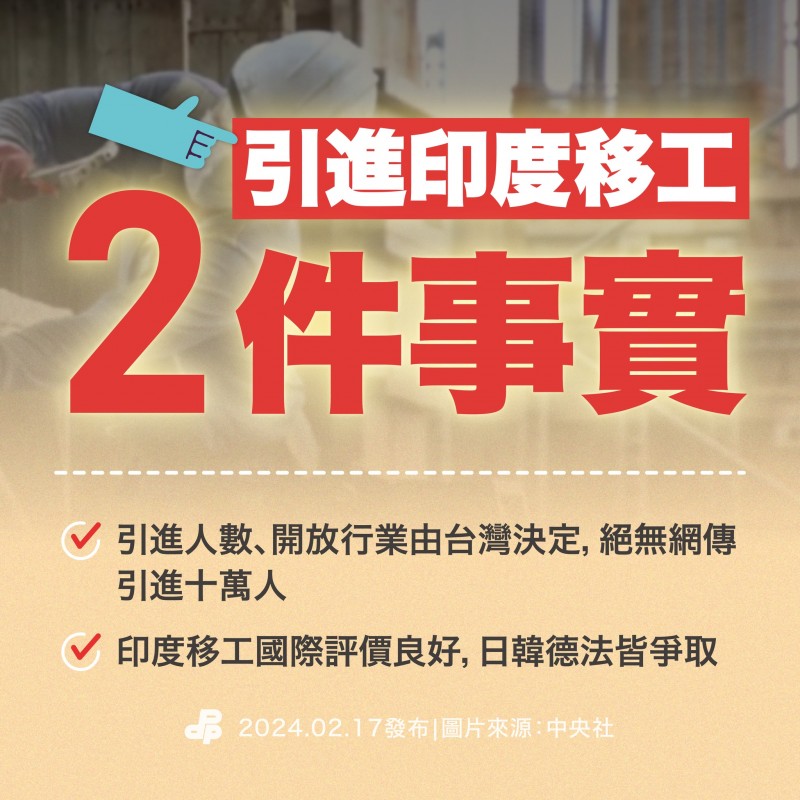 引進印度移工
2件事實
引進人數、開放行業由台灣決定, 絕無網傳
引進十萬人
印度移工國際評價良好, 日韓德法皆爭取
DPP 2024.02.17發布|圖片來源:中央社